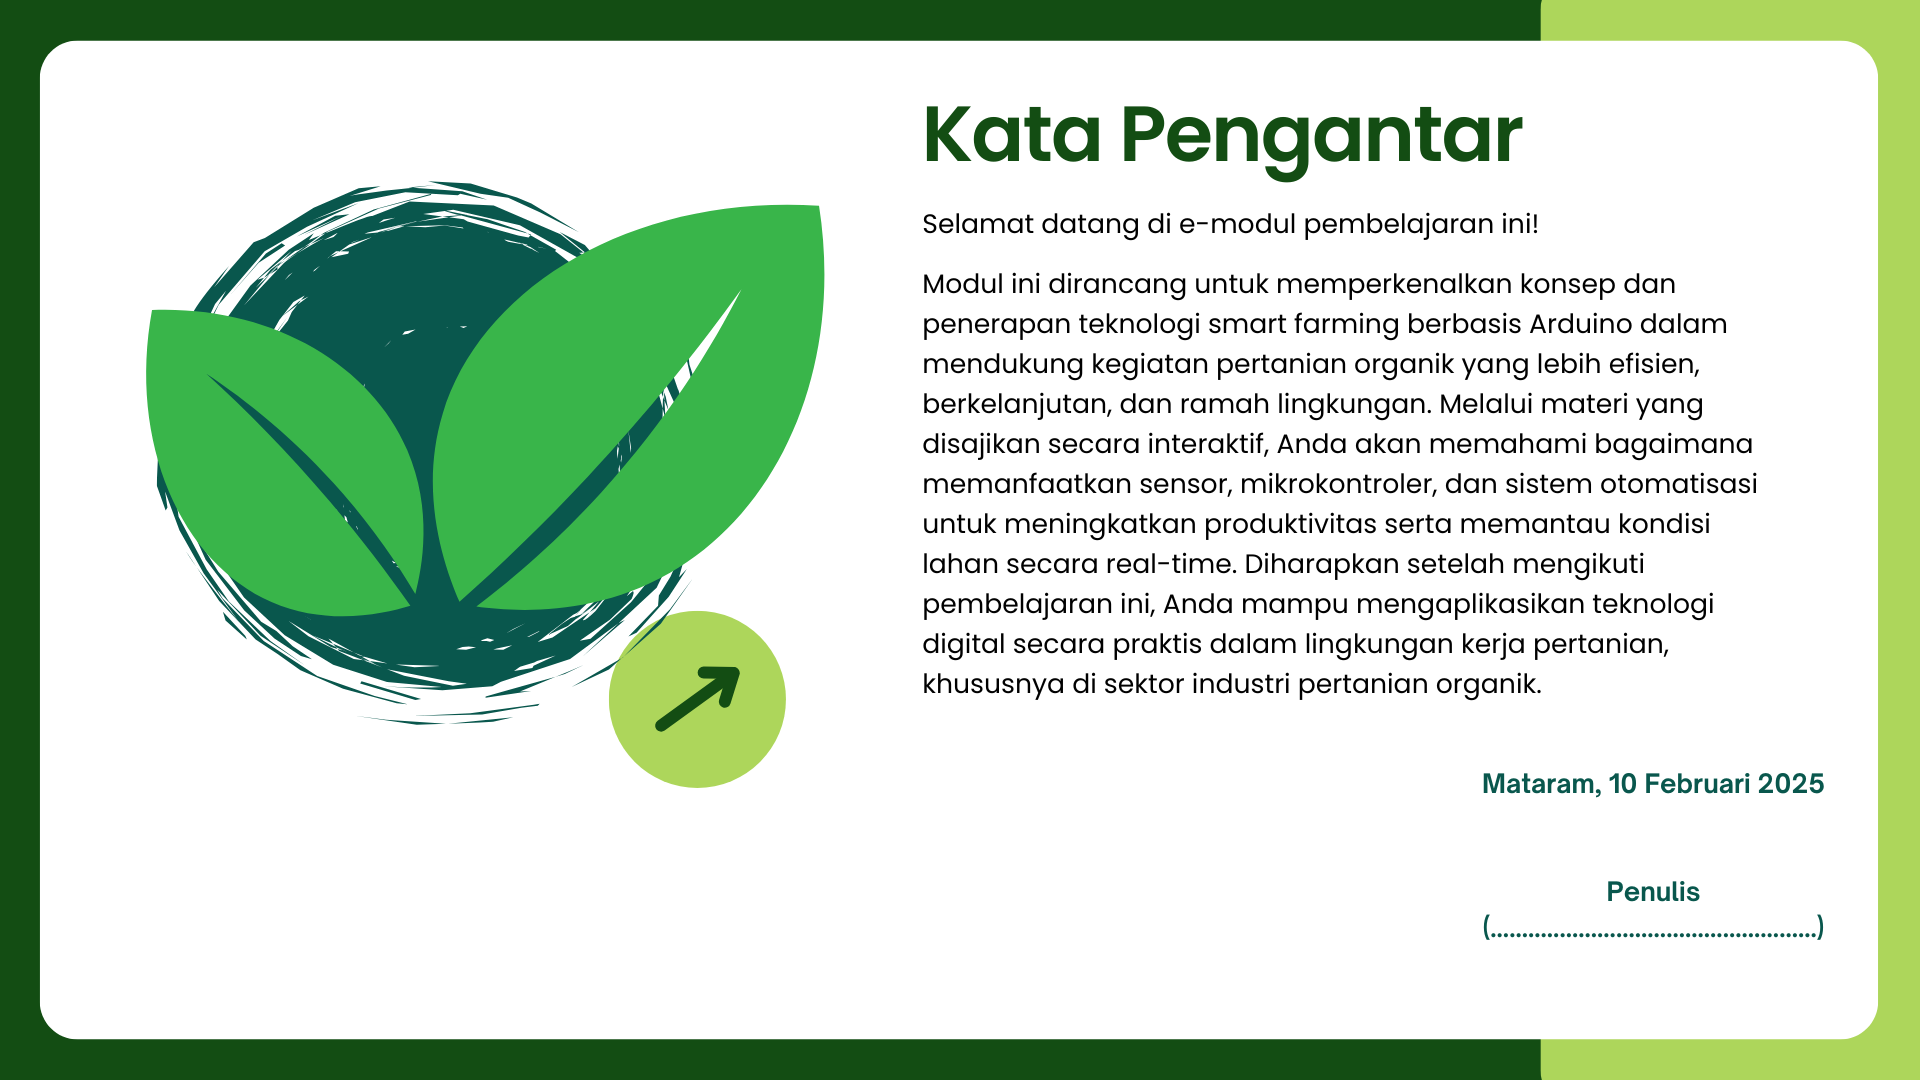 Kata Pengantar
Selamat datang di e-modul pembelajaran ini!
Modul ini dirancang untuk memperkenalkan konsep dan
penerapan teknologi smart farming berbasis Arduino dalam
mendukung kegiatan pertanian organik yang lebih efisien,
berkelanjutan, dan ramah lingkungan. Melalui materi yang
disajikan secara interaktif, Anda akan memahami bagaimana
memanfaatkan sensor, mikrokontroler, dan sistem otomatisasi
untuk meningkatkan produktivitas serta memantau kondisi
lahan secara real-time. Diharapkan setelah mengikuti
pembelajaran ini, Anda mampu mengaplikasikan teknologi
digital secara praktis dalam lingkungan kerja pertanian,
khususnya di sektor industri pertanian organik.
Mataram, 10 Februari 2025
Penulis
(....................................................)